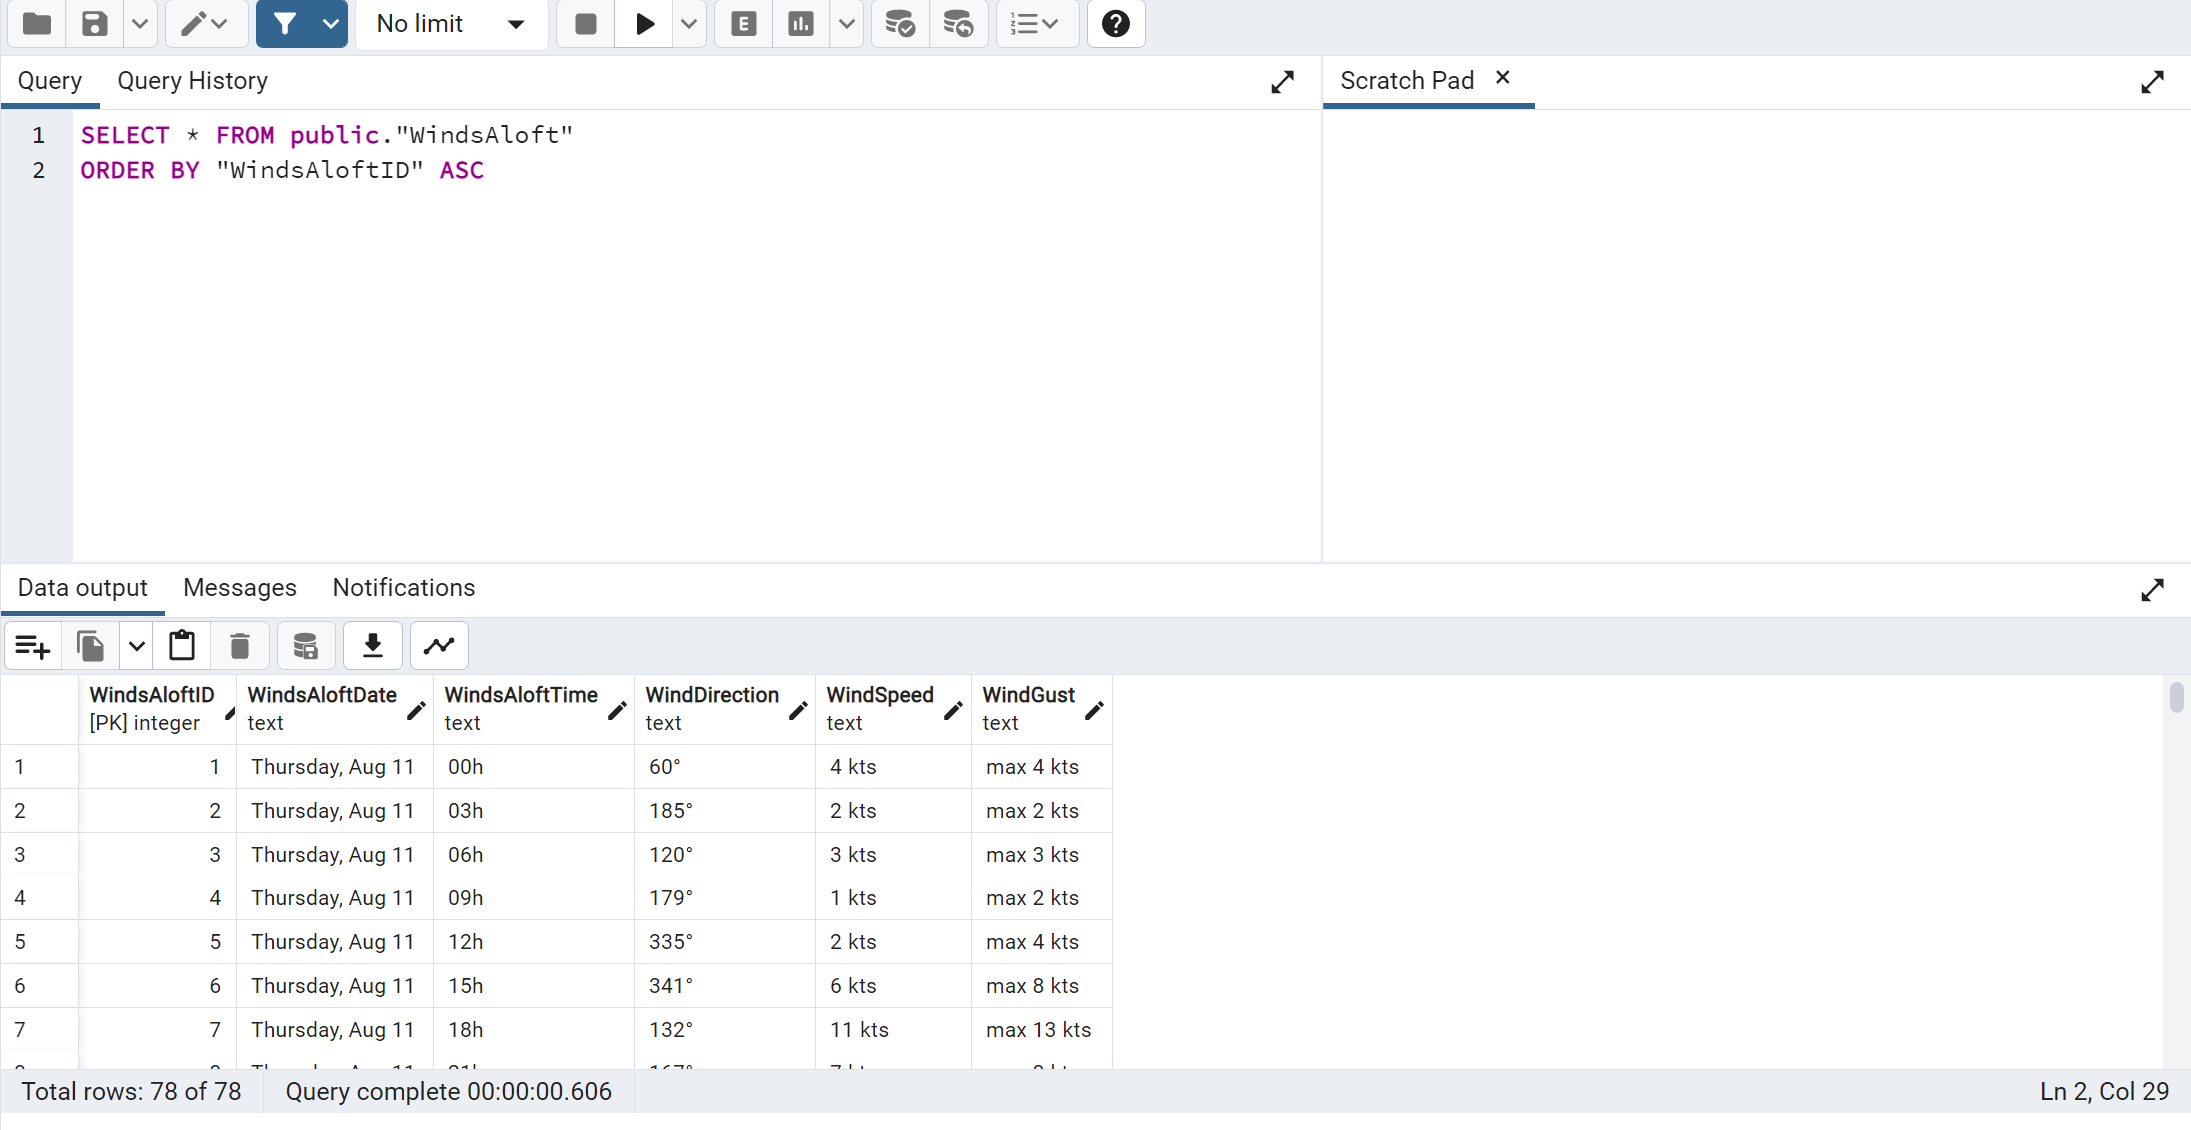 No limit
E
Query Query History
Scratch Pad ×
1 SELECT * FROM public."WindsAloft"
2 ORDER BY "WindsAloftID" ASC
Data output Messages Notifications
WindsAloftID WindsAloftDate WindsAloftTime WindDirection WindSpeed WindGust
[PK] integer text text text text text
1 1 Thursday, Aug 11 00h 60° 4 kts max 4 kts
2 2 Thursday, Aug 11 03h 185° 2 kts max 2 kts
3 3 Thursday, Aug 11 06h 120° 3 kts max 3 kts
4 4 Thursday, Aug 11 09h 179° 1 kts max 2 kts
5 5 Thursday, Aug 11 12h 335° 2 kts max 4 kts
6 6 Thursday, Aug 11 15h 341° 6 kts max 8 kts
7 7 Thursday, Aug 11 18h 132° 11 kts max 13 kts
Total rows: 78 of 78 Query complete 00:00:00.606 Ln 2, Col 29